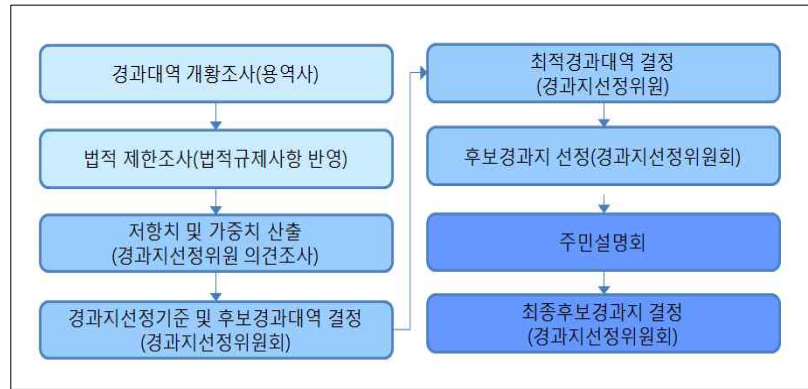 경과대역 개황조사(용역사)
법적 제한조사(법적규제사항 반영)
저항치 및 가중치 산출
(경과지선정위원 의견조사)
경과지선정기준 및 후보경과대역 결정
(경과지선정위원회)
최적경과대역 결정
(경과지선정위원)
후보경과지 선정(경과지선정위원회)
주민설명회
최종후보경과지 결정
(경과지선정위원회)